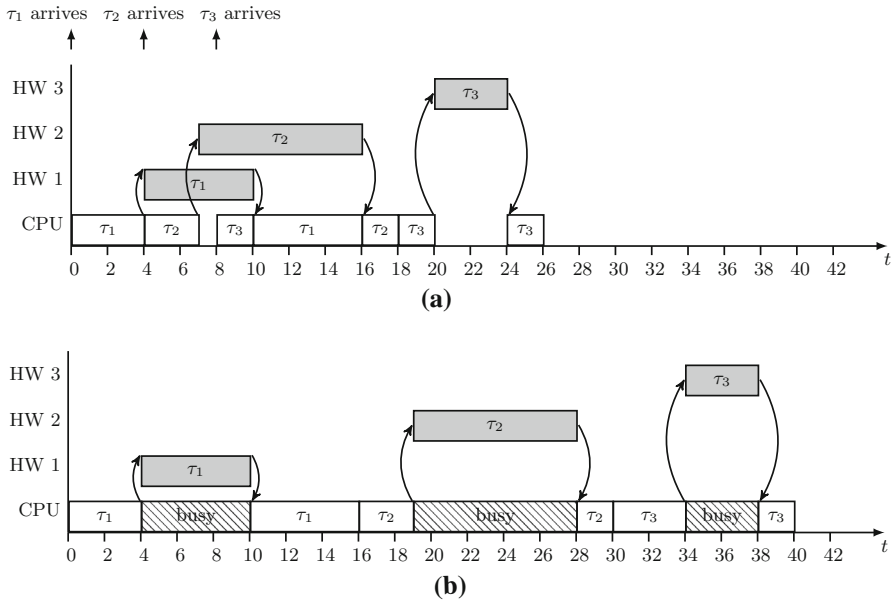 τ1 arrives τ2 arrives τ3 arrives
HW 3
τ3
HW 2
τ2
HW 1
τ1
CPU
τ1 τ2 τ3 τ1 τ2 τ3 τ3
0 2 4 6 8 10 12 14 16 18 20 22 24 26 28 30 32 34 36 38 40 42 t
(a)
HW 3
τ3
HW 2
τ2
HW 1
τ1
CPU
τ1 busy τ1 τ2 busy τ2 τ3 busy τ3
0 2 4 6 8 10 12 14 16 18 20 22 24 26 28 30 32 34 36 38 40 42 t
(b)